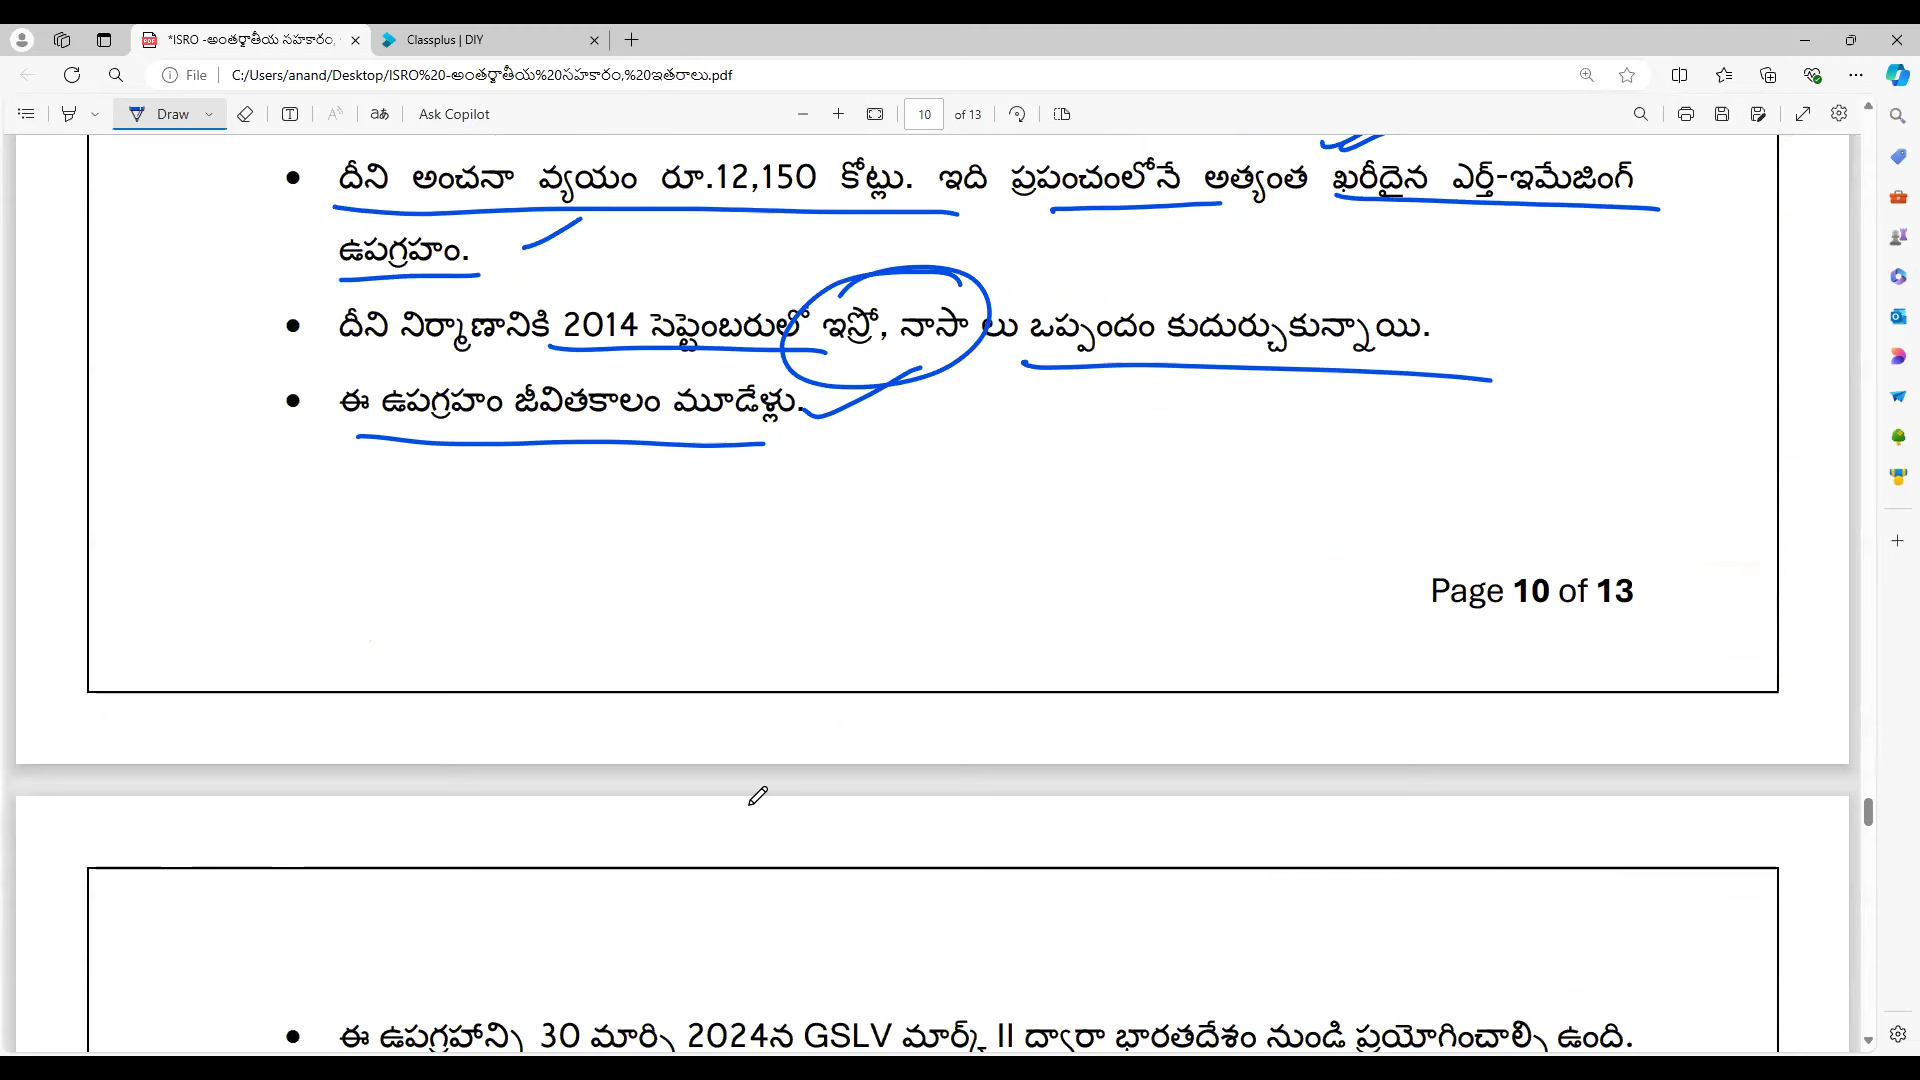 *ISRO -అంతర్జాతీయ సహకారం,
Classplus | DIY
File
C:/Users/anand/Desktop/ISRO%20-అంతర్జాతీయ%20సహకారం,%20ఇతరాలు.pdf
Draw
aあ
Ask Copilot
10 of 13
దీని అంచనా వ్యయం రూ.12,150 కోట్లు. ఇది ప్రపంచంలోనే అత్యంత ఖరీదైన ఎర్త్-ఇమేజింగ్
ఉపగ్రహం.
దీని నిర్మాణానికి 2014 సెప్టెంబరులో ఇస్రో, నాసా లు ఒప్పందం కుదుర్చుకున్నాయి.
ఈ ఉపగ్రహం జీవితకాలం మూడేళ్లు.
Page 10 of 13
ఈ ఉపగ్రహాన్ని 30 మార్చి 2024న GSLV మార్క్ II ద్వారా భారతదేశం నుండి ప్రయోగించాల్సి ఉంది.